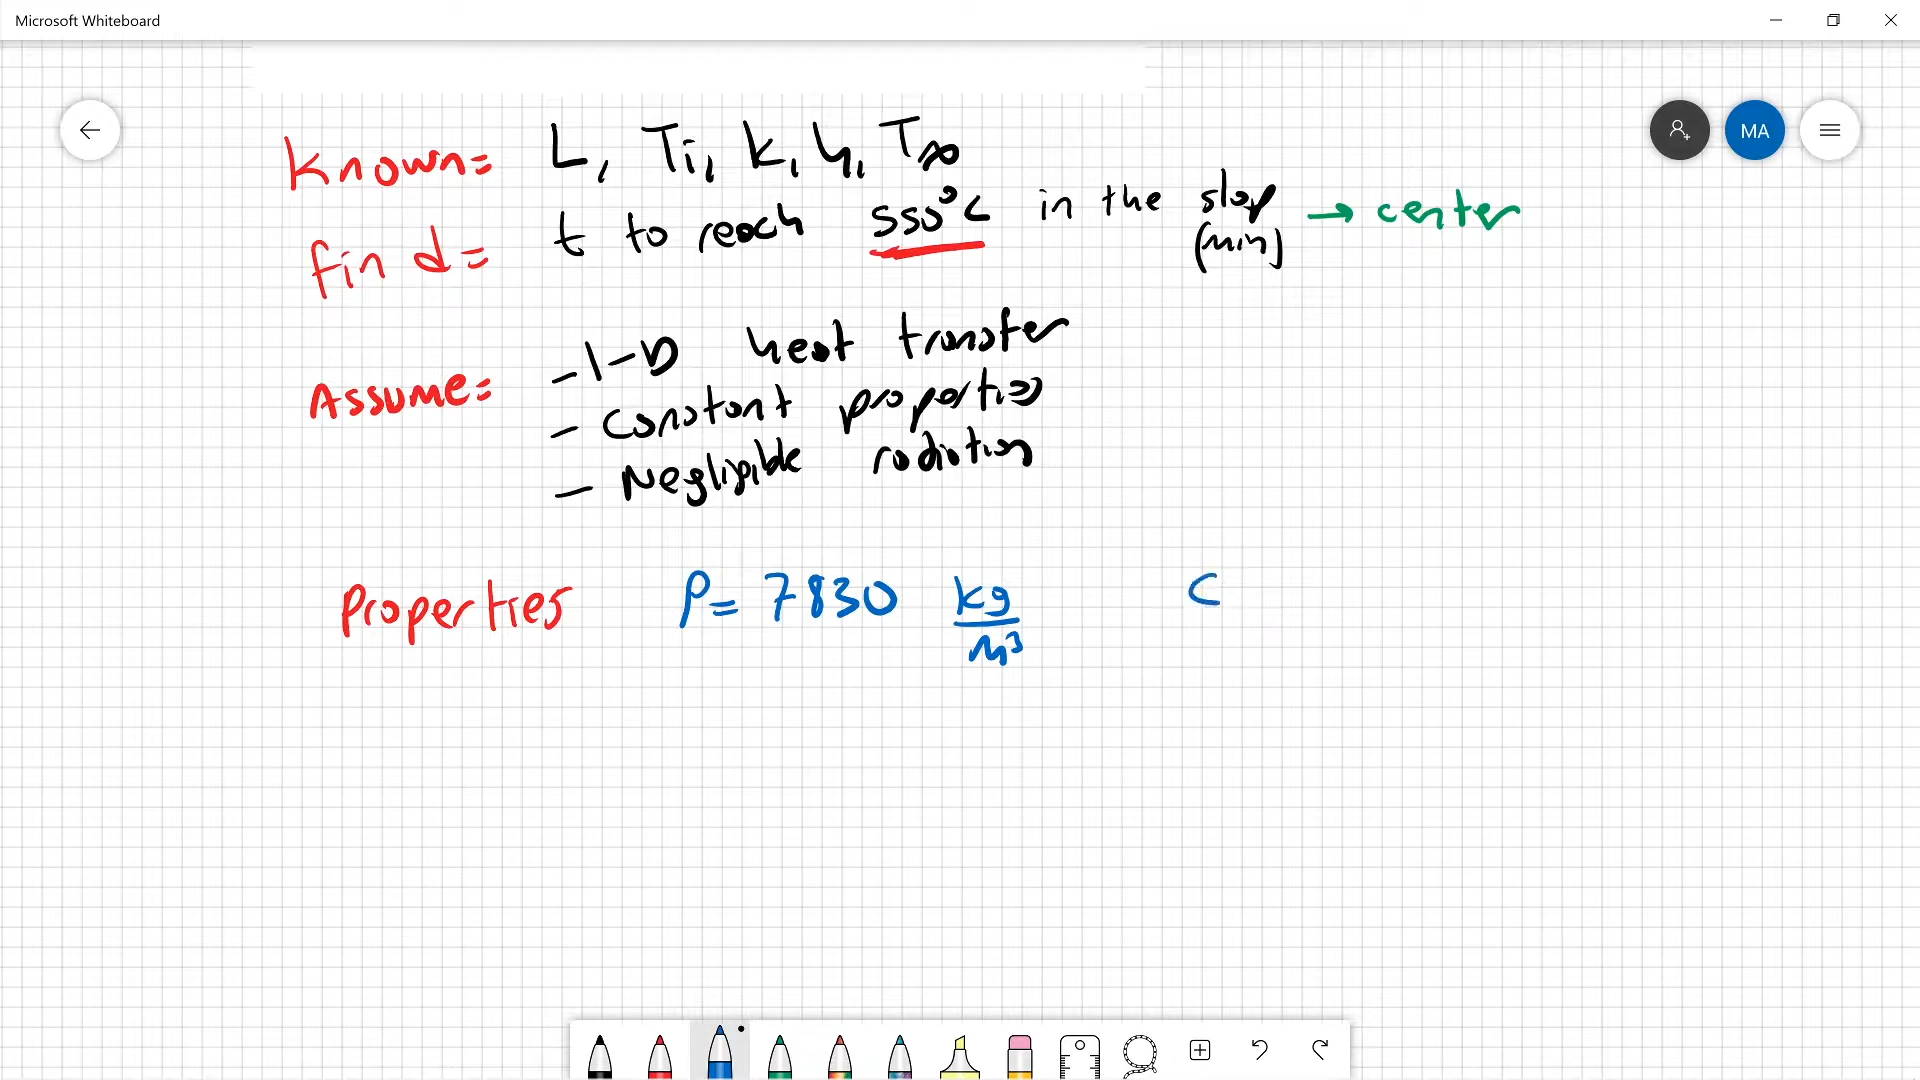 Microsoft Whiteboard
MA
Known= L, Ti, k, h, T∞
find= t to reach 550°C in the slap → center
(min)
Assume= - 1-D heat transfer
- Constant properties
- Negligible radiation
Properties ρ= 7830 kg/m³ C